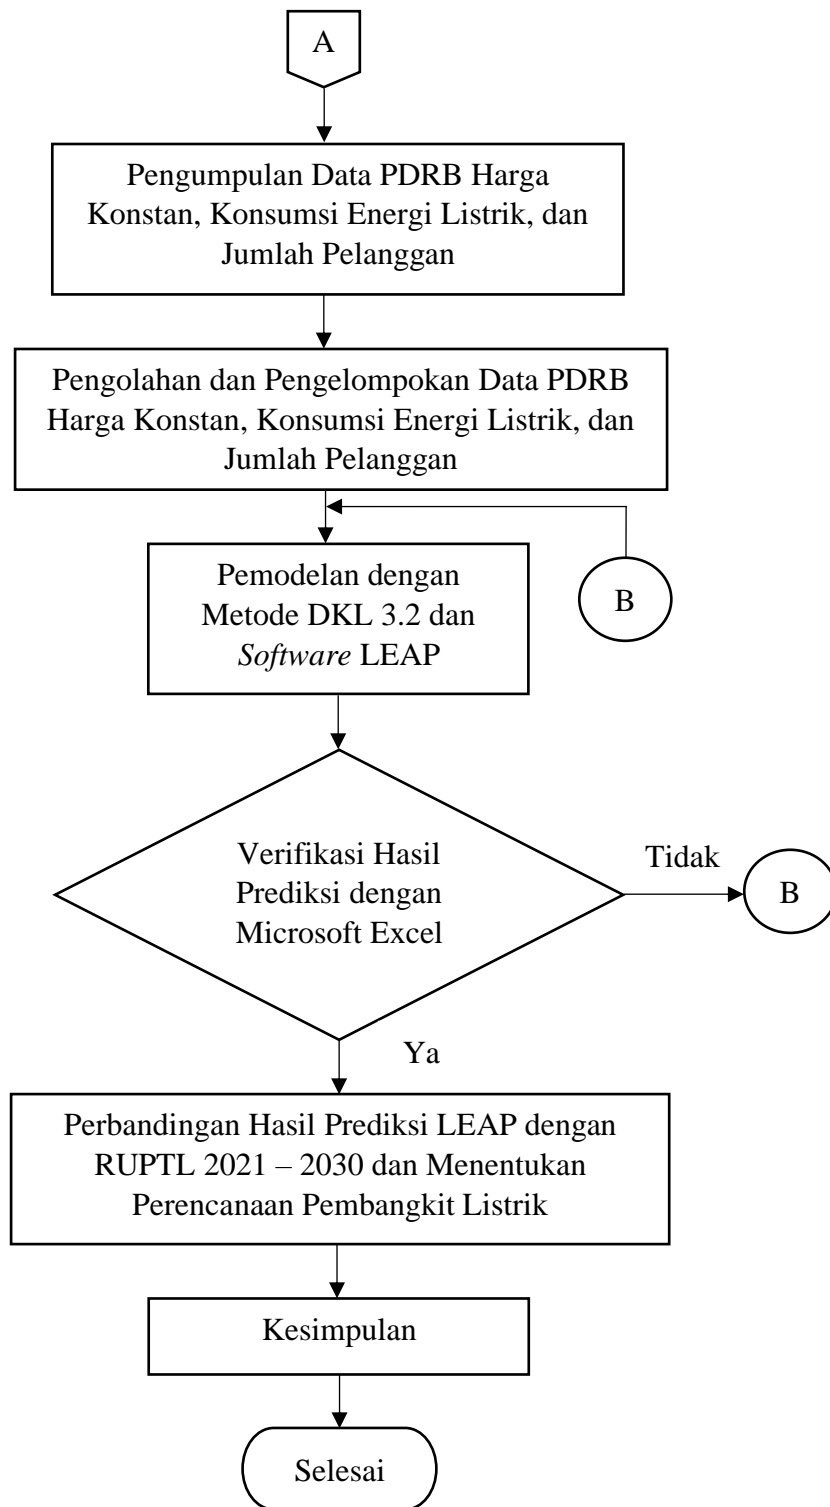 A
Pengumpulan Data PDRB Harga
Konstan, Konsumsi Energi Listrik, dan
Jumlah Pelanggan
Pengolahan dan Pengelompokan Data PDRB
Harga Konstan, Konsumsi Energi Listrik, dan
Jumlah Pelanggan
Pemodelan dengan
Metode DKL 3.2 dan
Software LEAP
B
Verifikasi Hasil
Prediksi dengan
Microsoft Excel
Tidak
B
Ya
Perbandingan Hasil Prediksi LEAP dengan
RUPTL 2021 – 2030 dan Menentukan
Perencanaan Pembangkit Listrik
Kesimpulan
Selesai